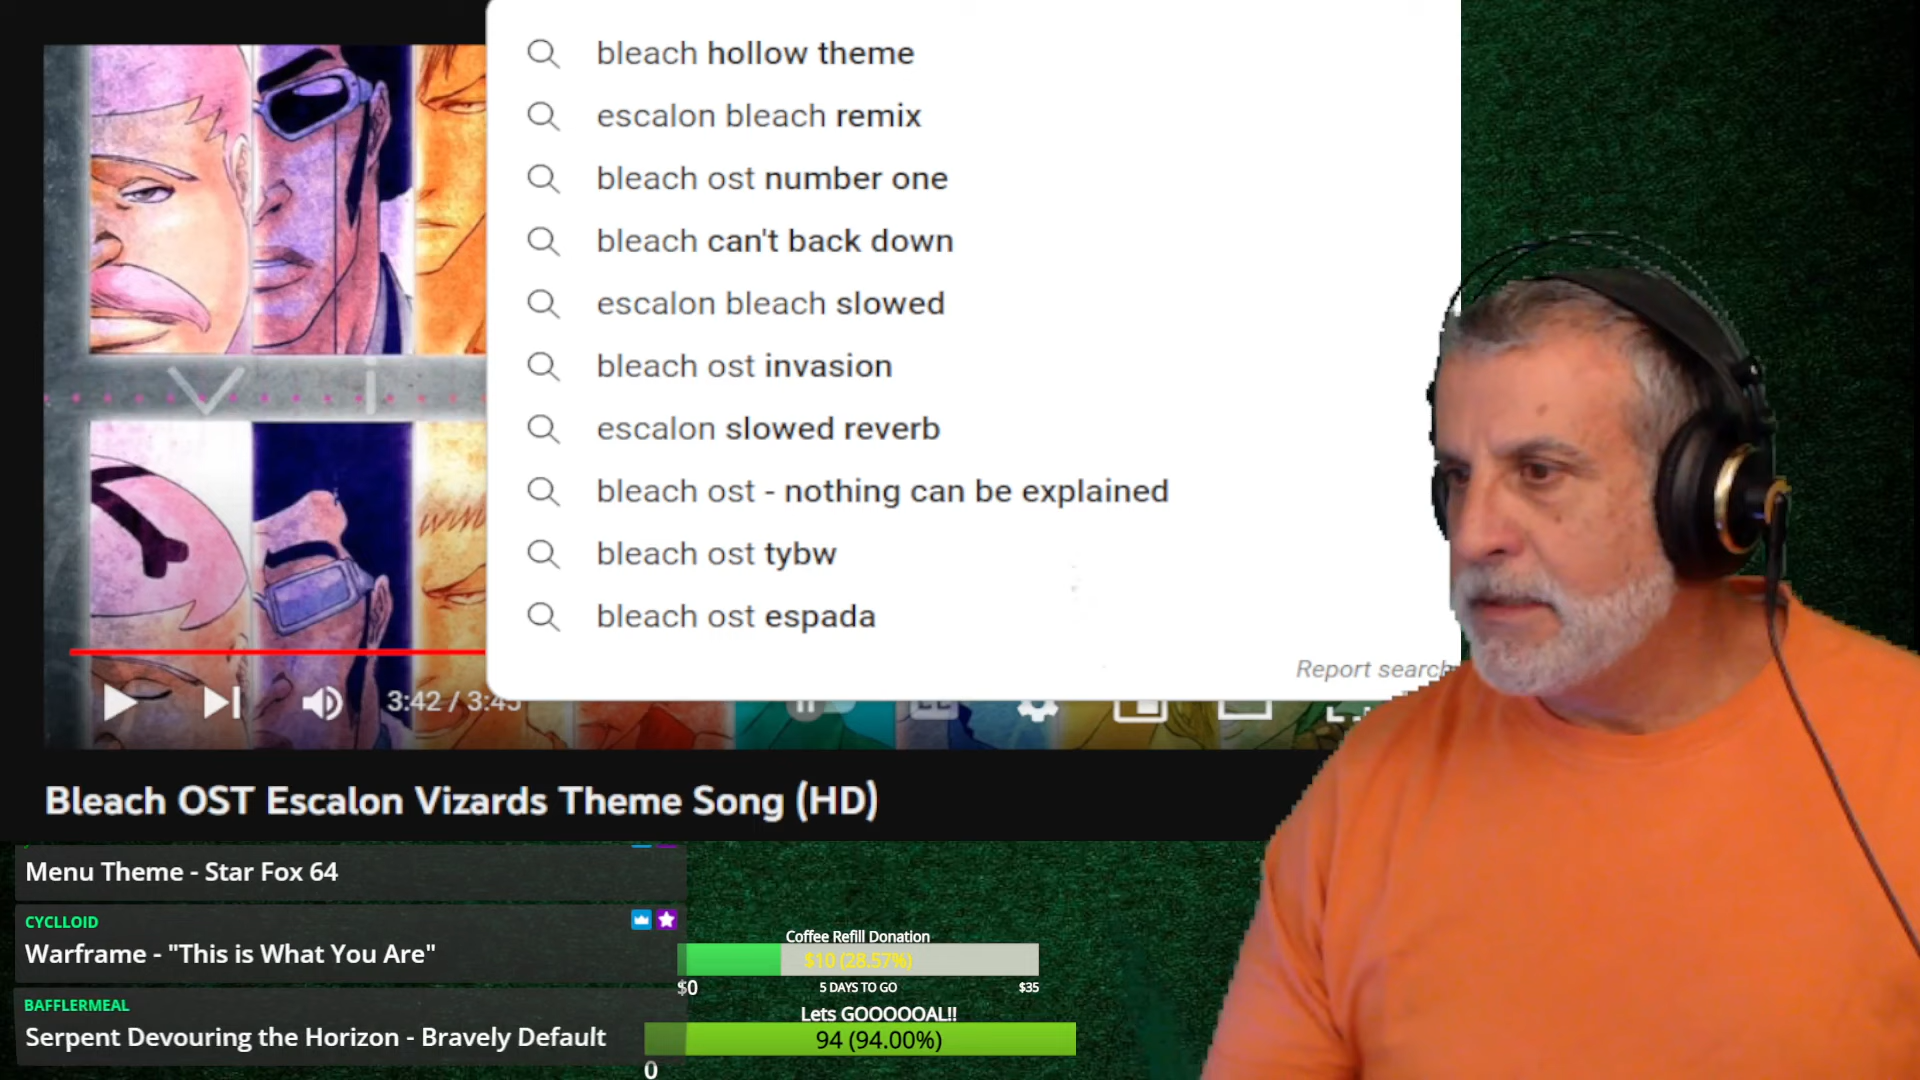 bleach hollow theme
escalon bleach remix
bleach ost number one
bleach can't back down
escalon bleach slowed
bleach ost invasion
escalon slowed reverb
bleach ost - nothing can be explained
bleach ost tybw
bleach ost espada
Report search
V i
3:42 / 3:43
Bleach OST Escalon Vizards Theme Song (HD)
Menu Theme - Star Fox 64
CYCLLOID
Warframe - "This is What You Are"
BAFFLERMEAL
Serpent Devouring the Horizon - Bravely Default
Coffee Refill Donation
$10 (28.57%)
$0 5 DAYS TO GO $35
Lets GOOOOOAL!!
94 (94.00%)
0